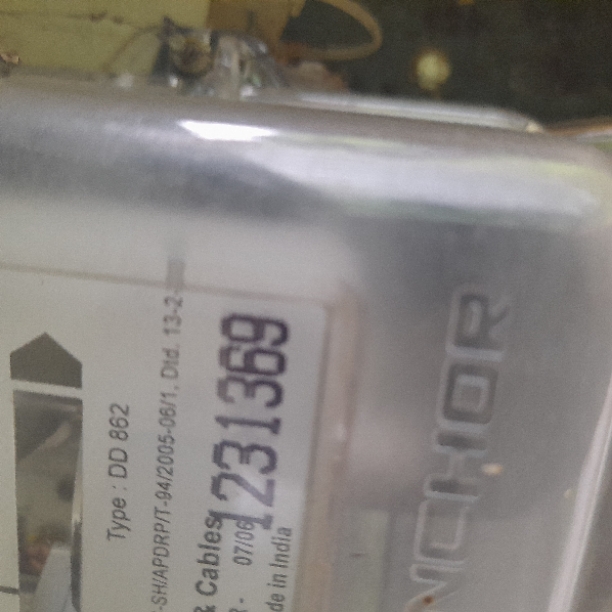 Type : DD 862
-SH/APDRP/T-94/2005-06/1, Dtd. 13-2-
& Cables
1231369
R - 07/06
de in India
NCHOR